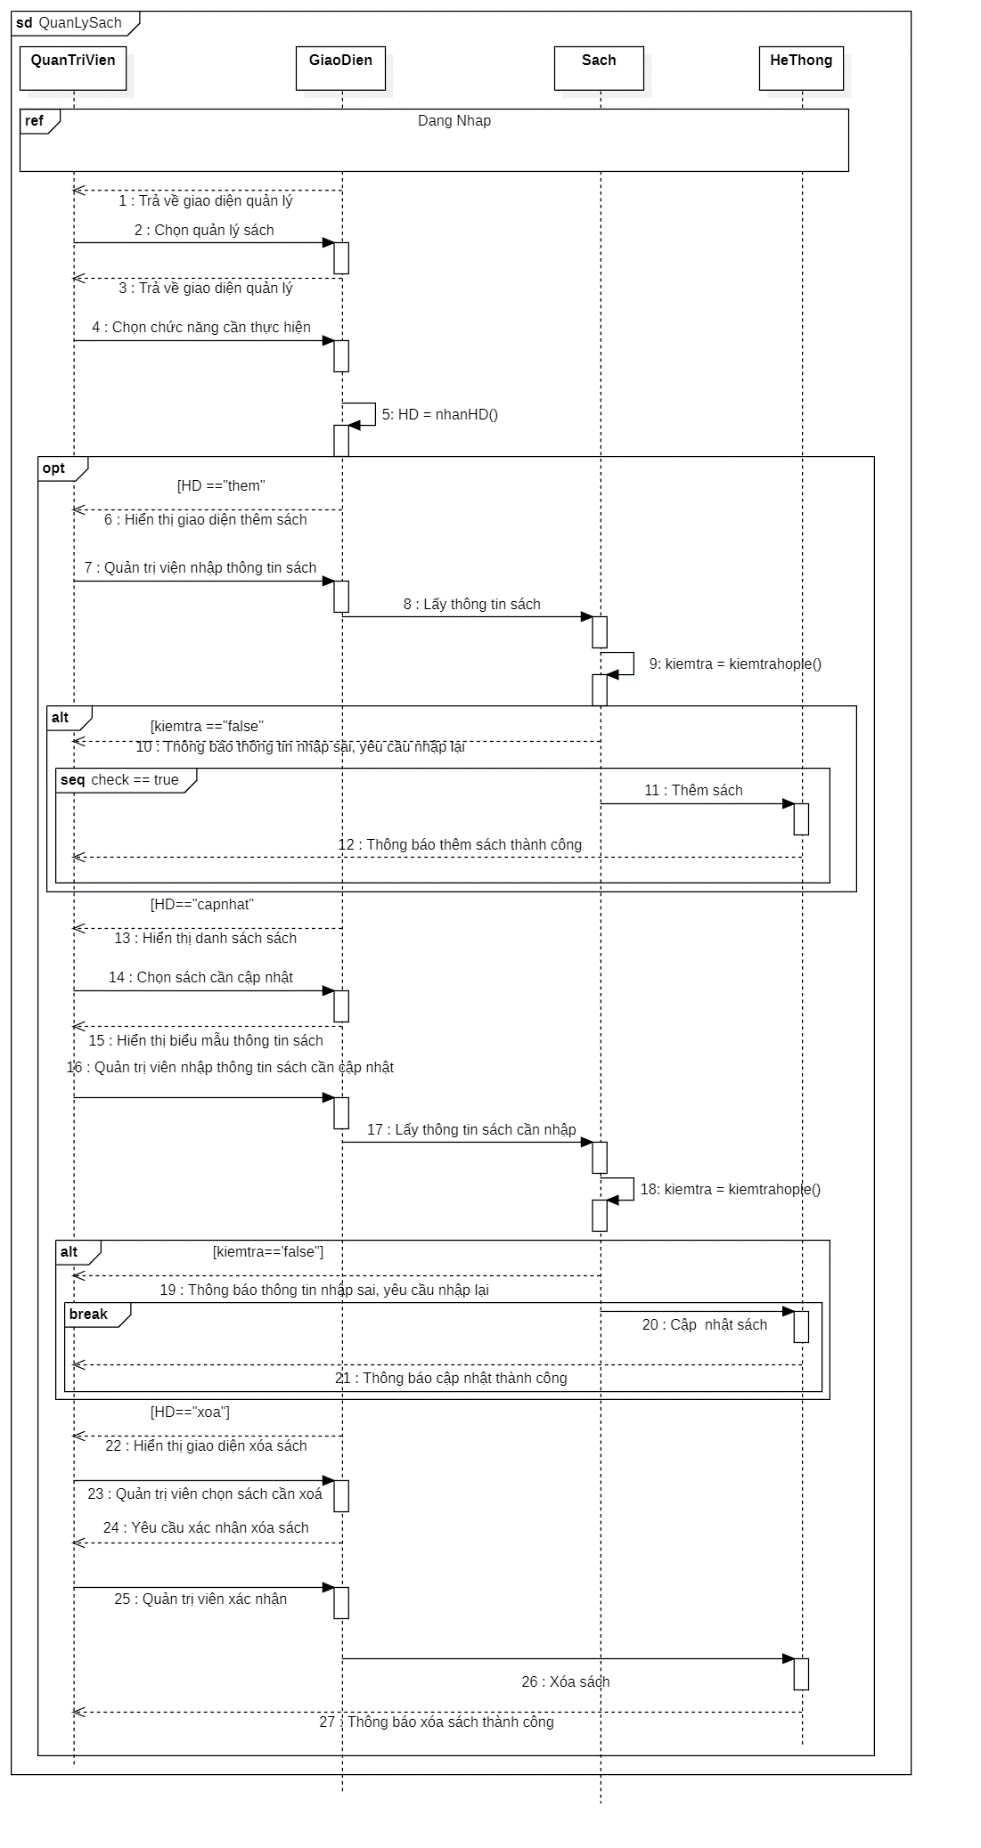 sd QuanLySach
QuanTriVien
GiaoDien
Sach
HeThong
ref
Dang Nhap
1 : Trả về giao diện quản lý
2 : Chọn quản lý sách
3 : Trả về giao diện quản lý
4 : Chọn chức năng cần thực hiện
5: HD = nhanHD()
opt
[HD =="them"
6 : Hiển thị giao diện thêm sách
7 : Quản trị viện nhập thông tin sách
8 : Lấy thông tin sách
9: kiemtra = kiemtrahople()
alt
[kiemtra =="false"
10 : Thông báo thông tin nhập sai, yêu cầu nhập lại
seq check == true
11 : Thêm sách
12 : Thông báo thêm sách thành công
[HD=="capnhat"
13 : Hiển thị danh sách sách
14 : Chọn sách cần cập nhật
15 : Hiển thị biểu mẫu thông tin sách
16 : Quản trị viên nhập thông tin sách cần cập nhật
17 : Lấy thông tin sách cần nhập
18: kiemtra = kiemtrahople()
alt
[kiemtra=='false"]
19 : Thông báo thông tin nhập sai, yêu cầu nhập lại
break
20 : Cập nhật sách
21 : Thông báo cập nhật thành công
[HD=="xoa"]
22 : Hiển thị giao diện xóa sách
23 : Quản trị viên chọn sách cần xoá
24 : Yêu cầu xác nhận xóa sách
25 : Quản trị viên xác nhận
26 : Xóa sách
27 : Thông báo xóa sách thành công